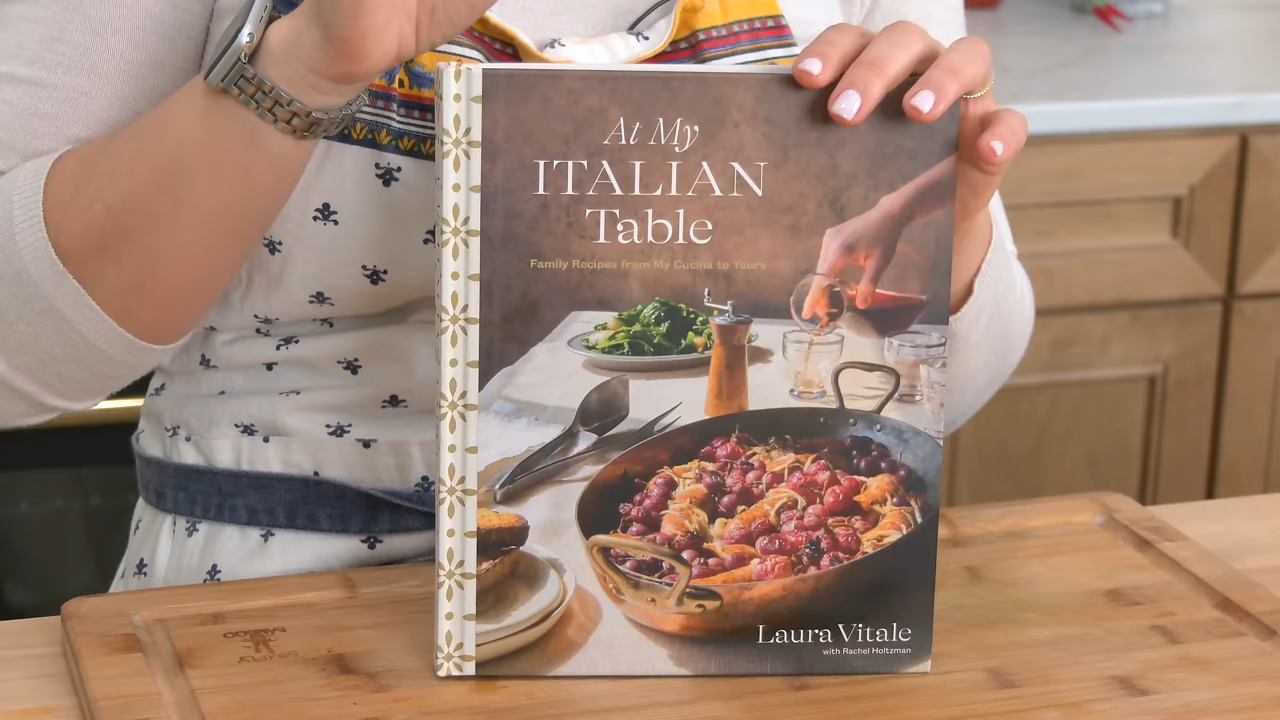 At My
ITALIAN
Table
Family Recipes from My Cucina to Yours
Laura Vitale
with Rachel Holtzman